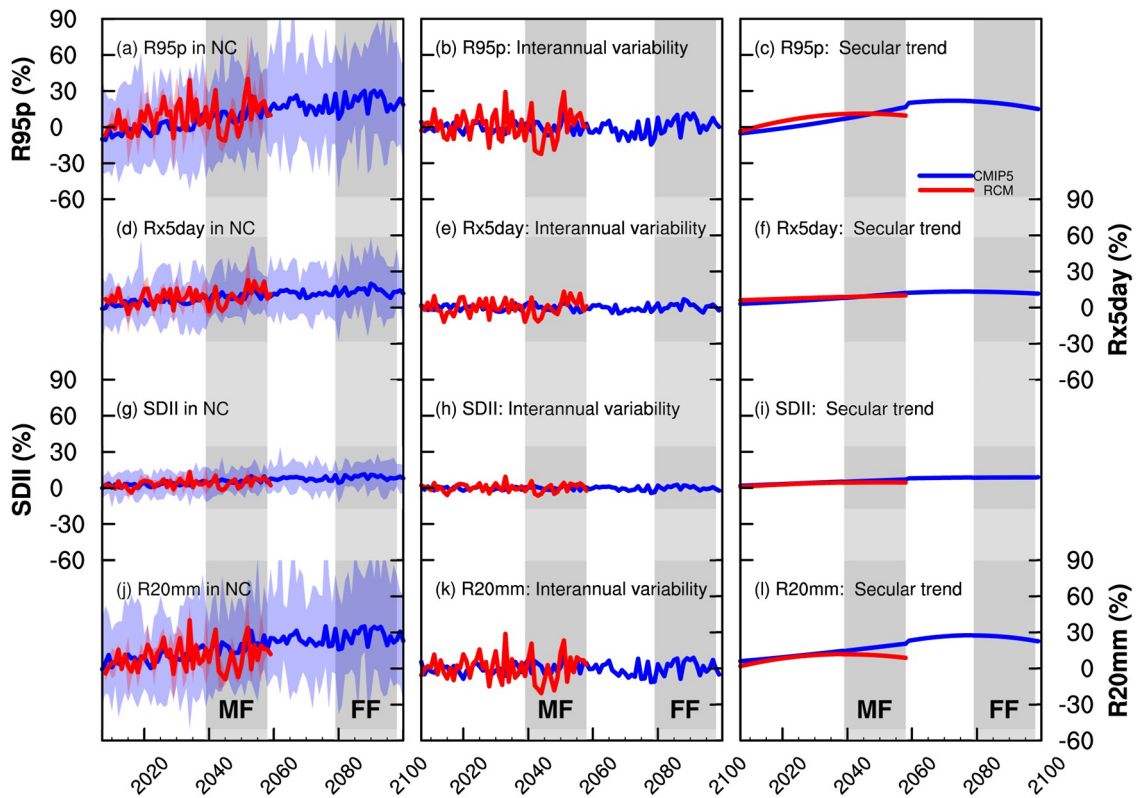 90
60
30
0
-30
-60
R95p (%)
(a) R95p in NC
(b) R95p: Interannual variability
(c) R95p: Secular trend
CMIP5
RCM
90
60
30
0
-30
-60
Rx5day (%)
(d) Rx5day in NC
(e) Rx5day: Interannual variability
(f) Rx5day: Secular trend
90
60
30
0
-30
-60
SDII (%)
(g) SDII in NC
(h) SDII: Interannual variability
(i) SDII: Secular trend
90
60
30
0
-30
-60
R20mm (%)
(j) R20mm in NC
(k) R20mm: Interannual variability
(l) R20mm: Secular trend
MF
FF
MF
FF
MF
FF
2020
2040
2060
2080
2100
2020
2040
2060
2080
2100
2020
2040
2060
2080
2100